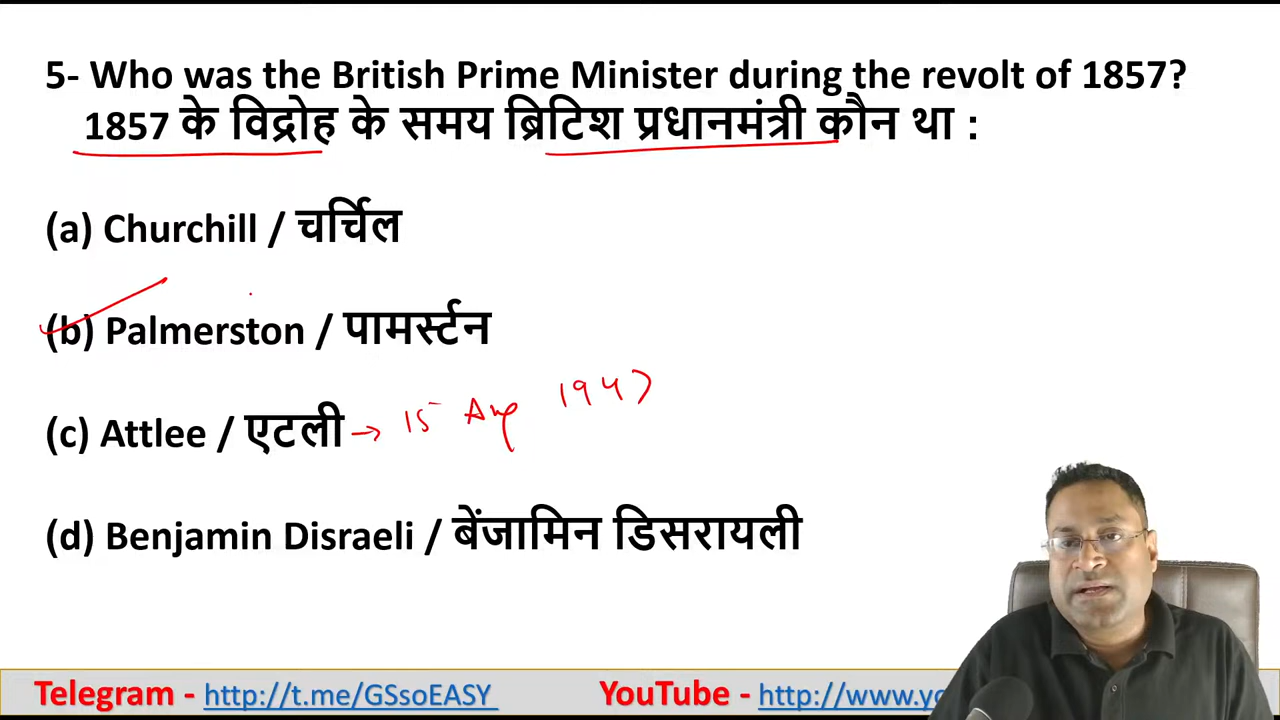 5- Who was the British Prime Minister during the revolt of 1857?
1857 के विद्रोह के समय ब्रिटिश प्रधानमंत्री कौन था :
(a) Churchill / चर्चिल
(b) Palmerston / पामर्स्टन
(c) Attlee / एटली → 15 Aug 1947
(d) Benjamin Disraeli / बेंजामिन डिसरायली
Telegram - http://t.me/GSsoEASY YouTube - http://www.yo